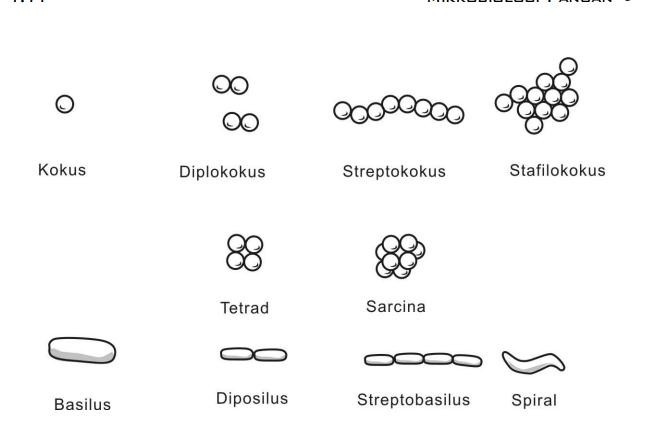 Kokus
Diplokokus
Streptokokus
Stafilokokus
Tetrad
Sarcina
Basilus
Diposilus
Streptobasilus
Spiral